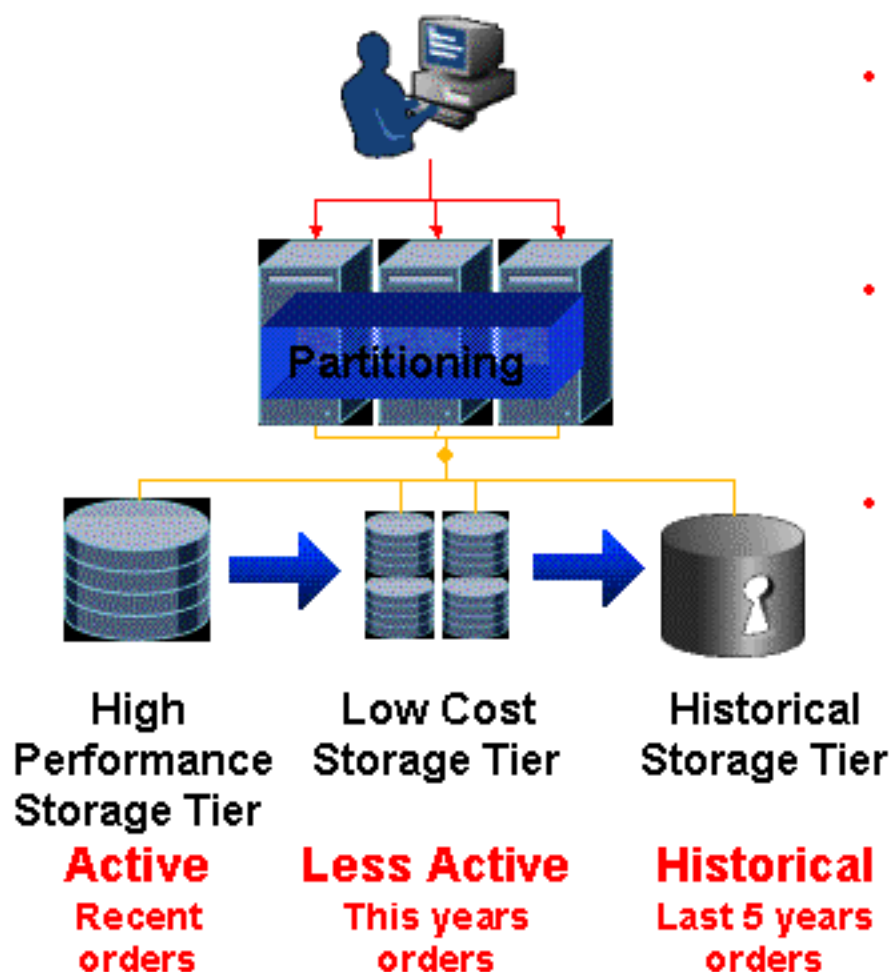 Partitioning
High
Performance
Storage Tier
Active
Recent
orders
Low Cost
Storage Tier
Less Active
This years
orders
Historical
Storage Tier
Historical
Last 5 years
orders